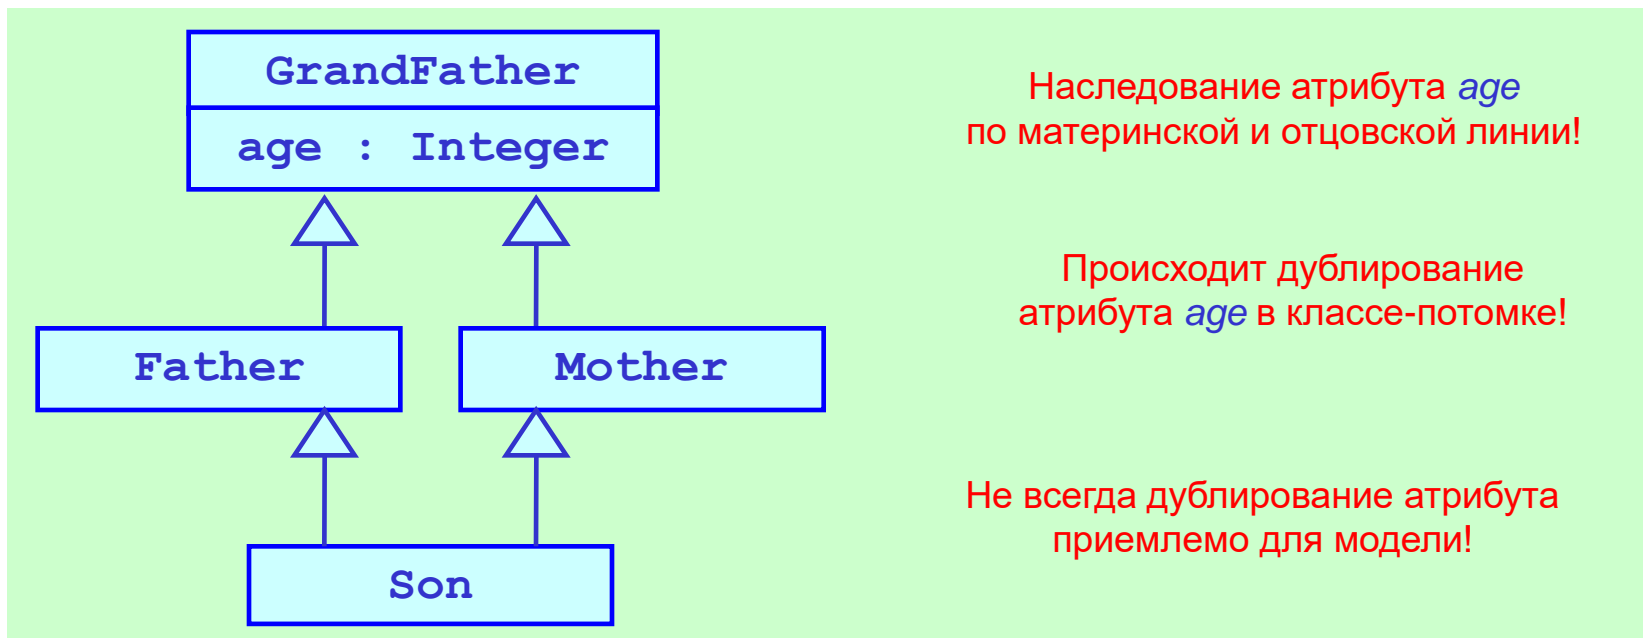 GrandFather
age : Integer
Наследование атрибута age
по материнской и отцовской линии!
Происходит дублирование
атрибута age в классе-потомке!
Father
Mother
Не всегда дублирование атрибута
приемлемо для модели!
Son